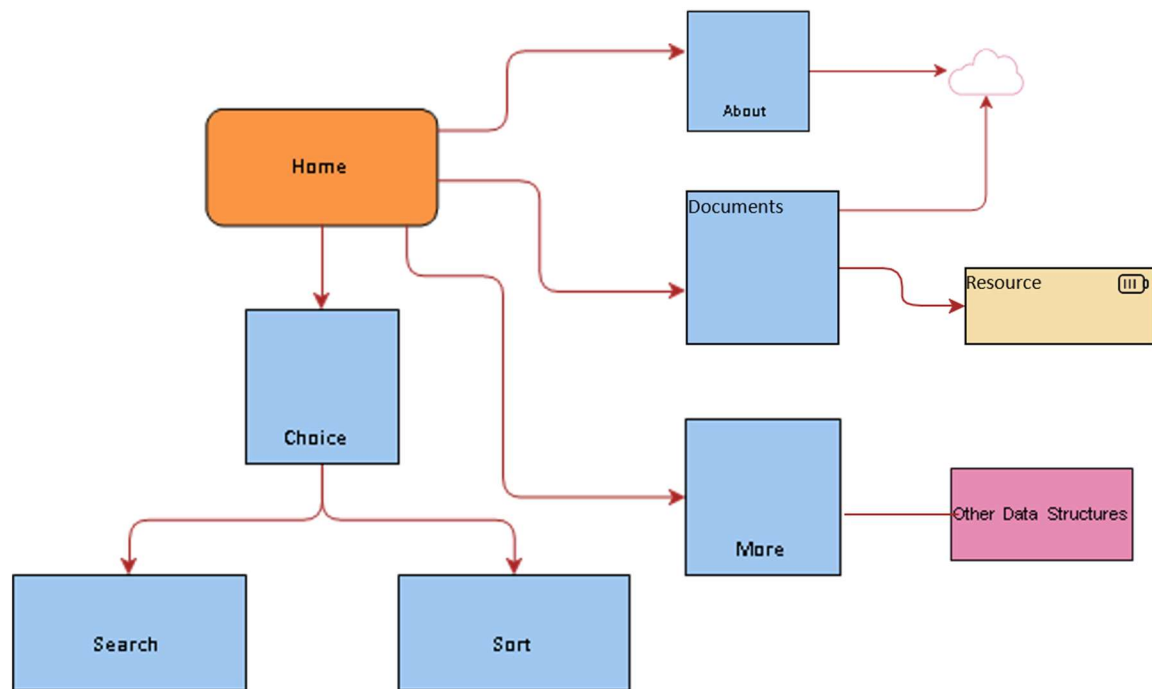 About
Home
Documents
Resource
Choice
More
Other Data Structures
Search
Sort